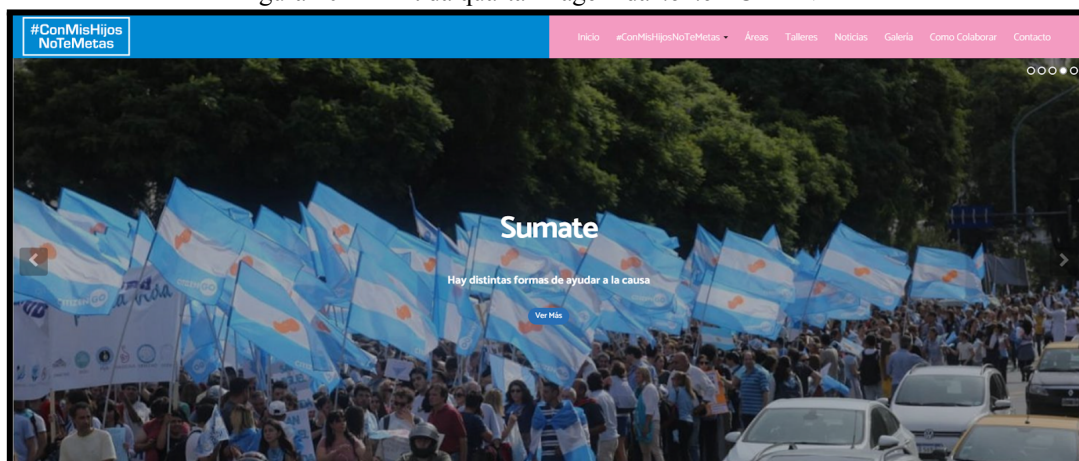 #ConMisHijos
NoTeMetas
Inicio #ConMisHijosNoTeMetas Áreas Talleres Noticias Galería Como Colaborar Contacto
Sumate
Hay distintas formas de ayudar a la causa
Ver Más